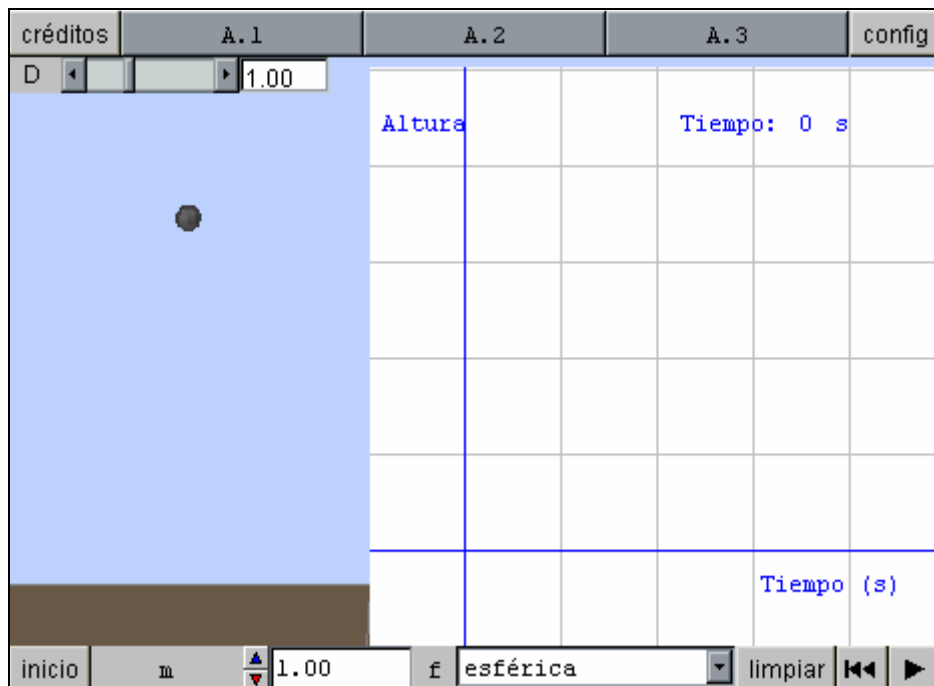 créditos A.1 A.2 A.3 config
D 1.00
Altura Tiempo: 0 s
Tiempo (s)
inicio m 1.00 f esférica limpiar